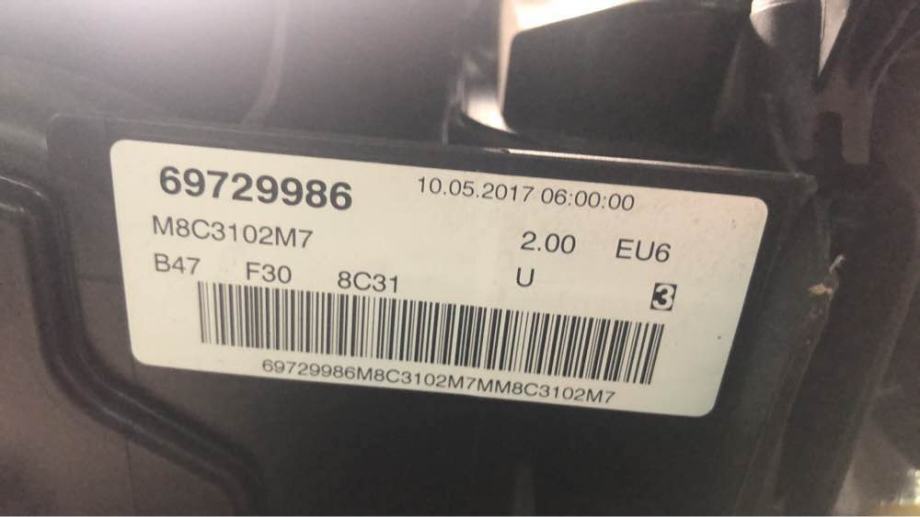 69729986 10.05.2017 06:00:00
M8C3102M7 2.00 EU6
B47 F30 8C31 U 3
69729986M8C3102M7MM8C3102M7